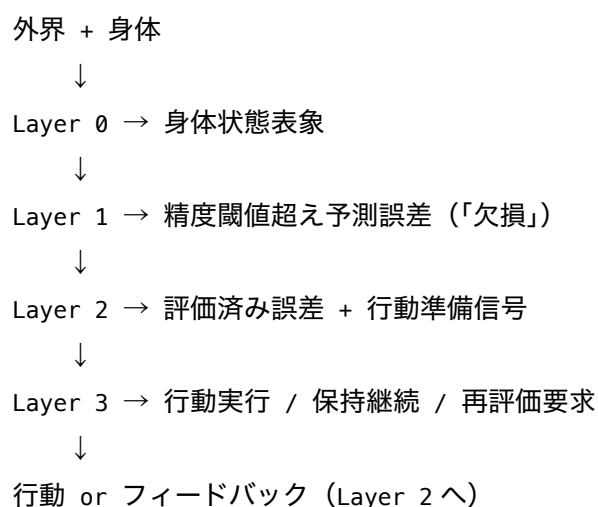 外界 + 身体
↓
Layer 0 → 身体状態表象
↓
Layer 1 → 精度閾値超え予測誤差（「欠損」）
↓
Layer 2 → 評価済み誤差 + 行動準備信号
↓
Layer 3 → 行動実行 / 保持継続 / 再評価要求
↓
行動 or フィードバック（Layer 2 へ）